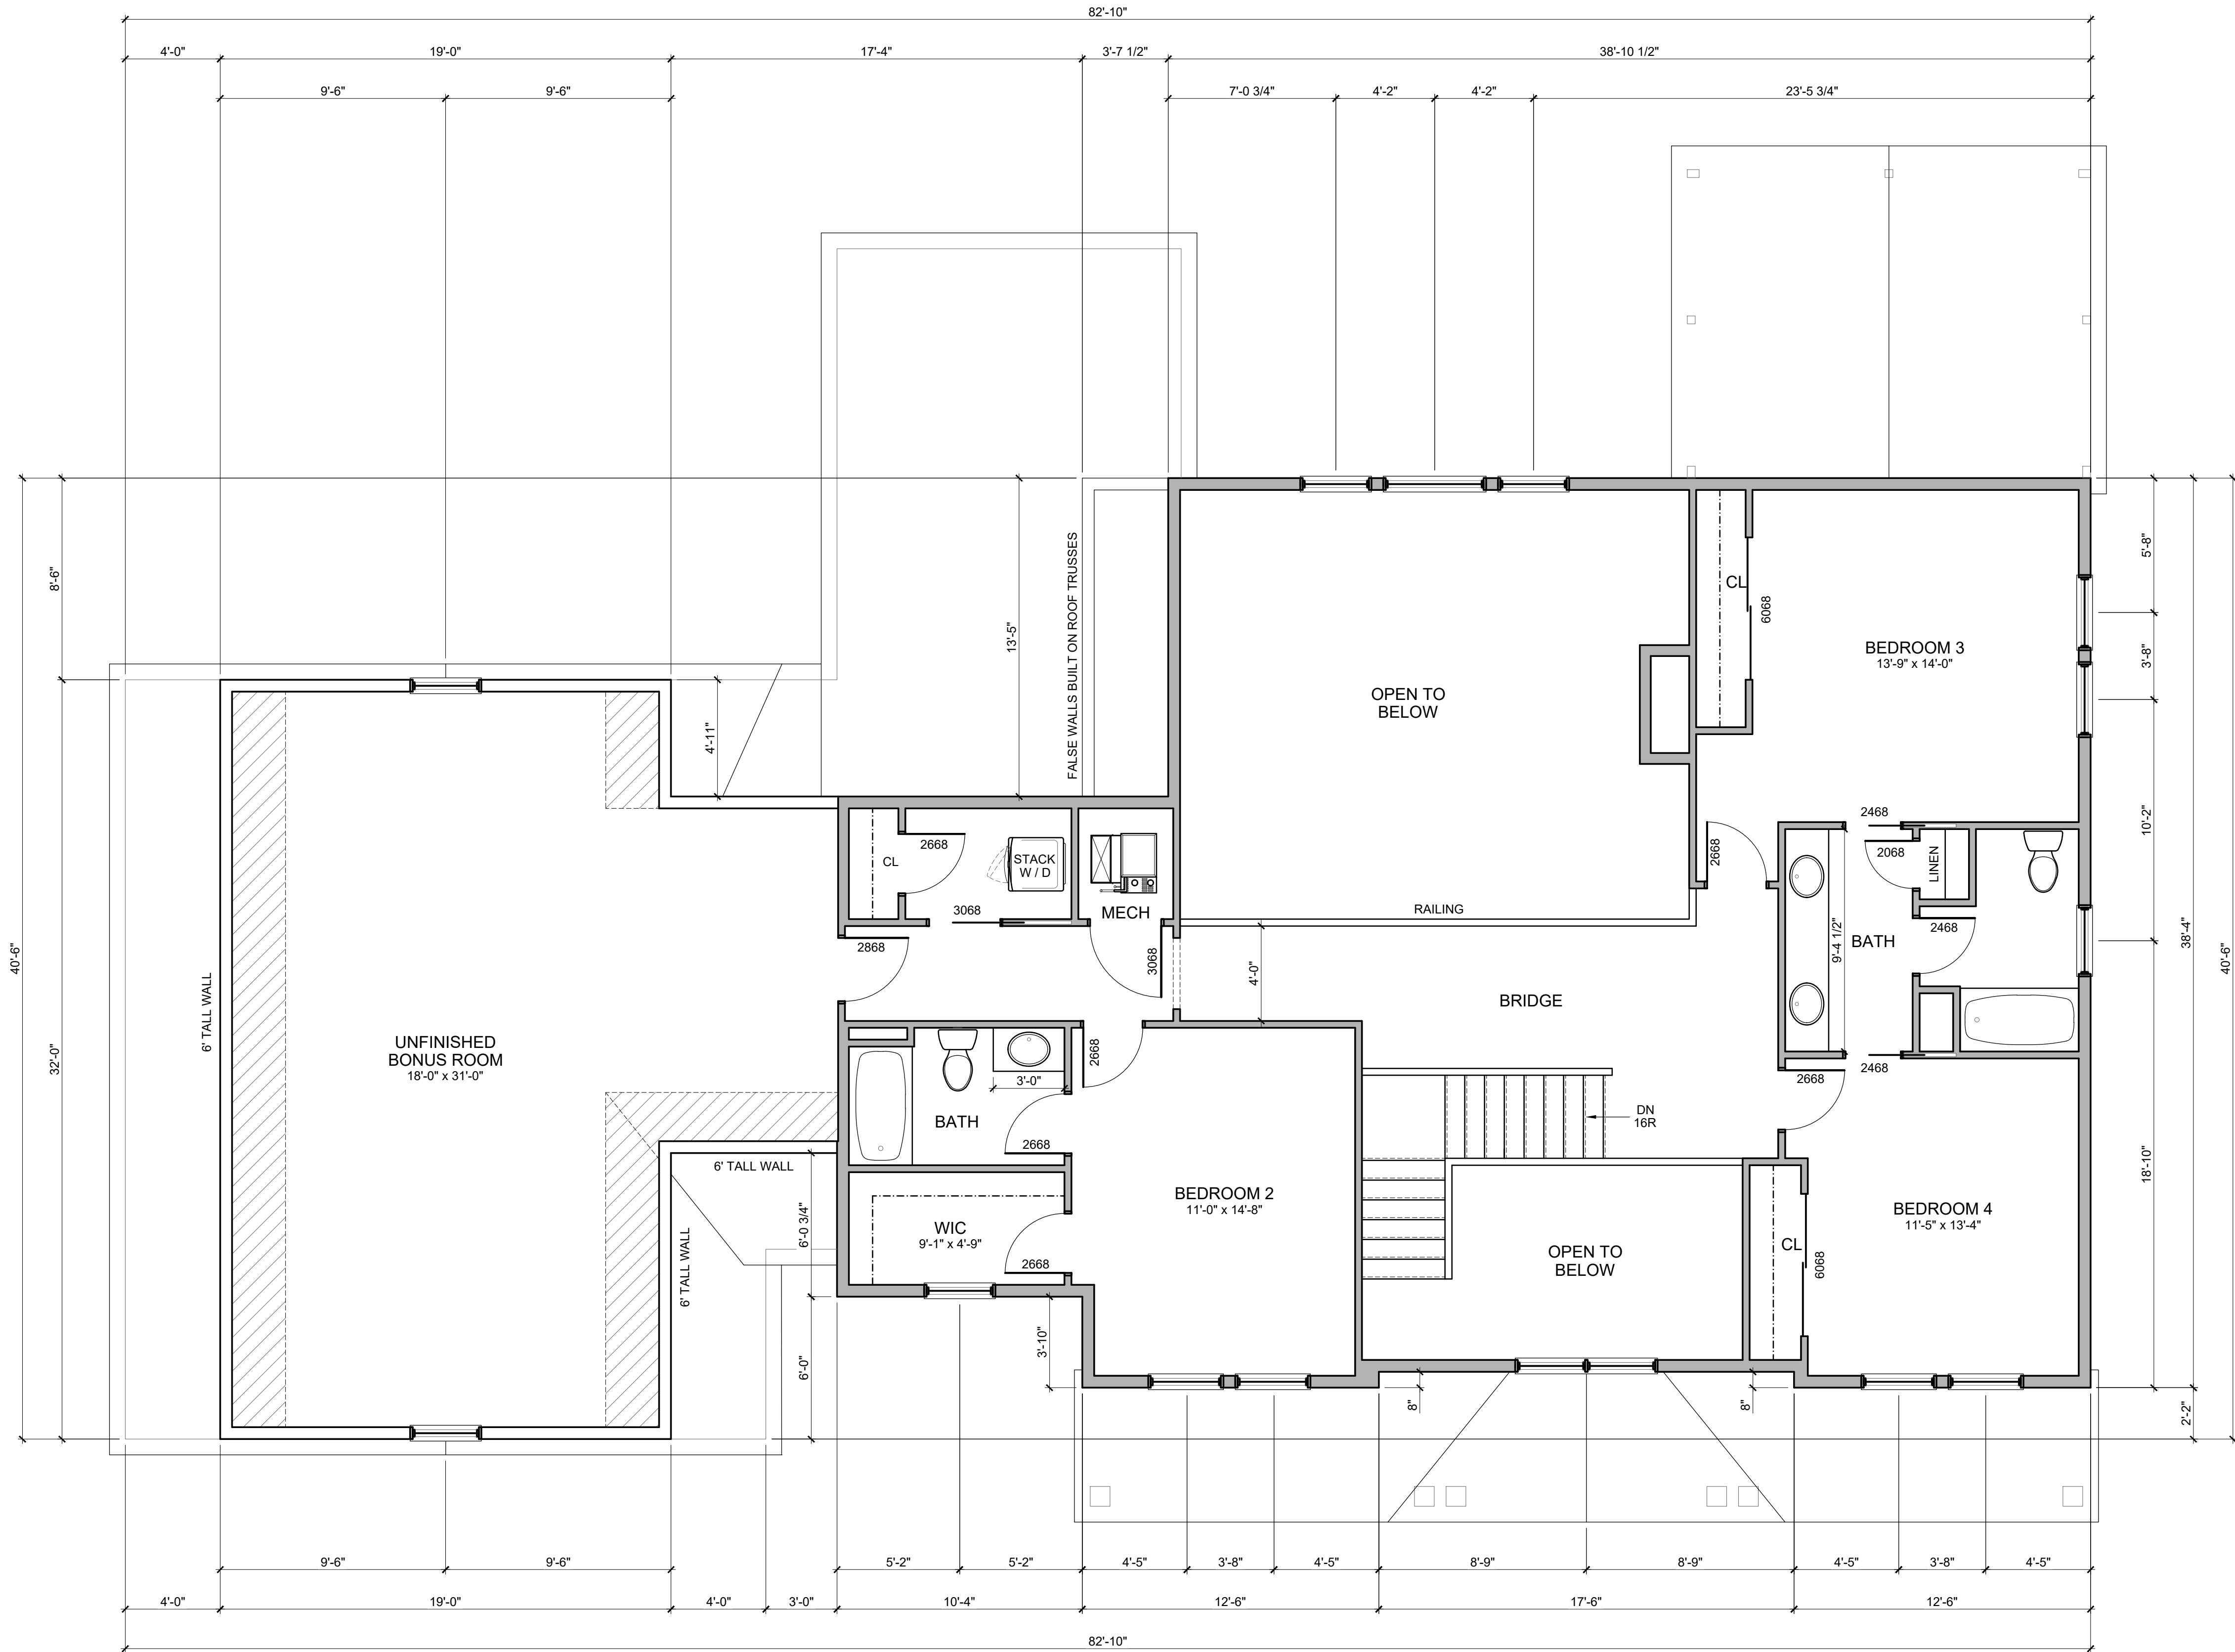 82'-10"
4'-0" 19'-0" 17'-4" 3'-7 1/2" 38'-10 1/2"
9'-6" 9'-6" 7'-0 3/4" 4'-2" 4'-2" 23'-5 3/4"
40'-6"
8'-6"
32'-0"
13'-5"
FALSE WALLS BUILT ON ROOF TRUSSES
4'-11"
OPEN TO
BELOW
CL
6068
BEDROOM 3
13'-9" x 14'-0"
5'-8"
3'-8"
10'-2"
18'-10"
38'-4"
2'-2"
40'-6"
6' TALL WALL
UNFINISHED
BONUS ROOM
18'-0" x 31'-0"
CL
2668
STACK
W / D
3068
MECH
3068
2868
RAILING
4'-0"
BRIDGE
2668
2468
2068
LINEN
9'-4 1/2"
BATH
2468
2468
2668
2668
3'-0"
BATH
2668
DN
16R
6' TALL WALL
6' TALL WALL
6'-0 3/4"
6'-0"
WIC
9'-1" x 4'-9"
2668
BEDROOM 2
11'-0" x 14'-8"
3'-10"
OPEN TO
BELOW
CL
6068
BEDROOM 4
11'-5" x 13'-4"
8"
8"
9'-6" 9'-6" 5'-2" 5'-2" 4'-5" 3'-8" 4'-5" 8'-9" 8'-9" 4'-5" 3'-8" 4'-5"
4'-0" 19'-0" 4'-0" 3'-0" 10'-4" 12'-6" 17'-6" 12'-6"
82'-10"